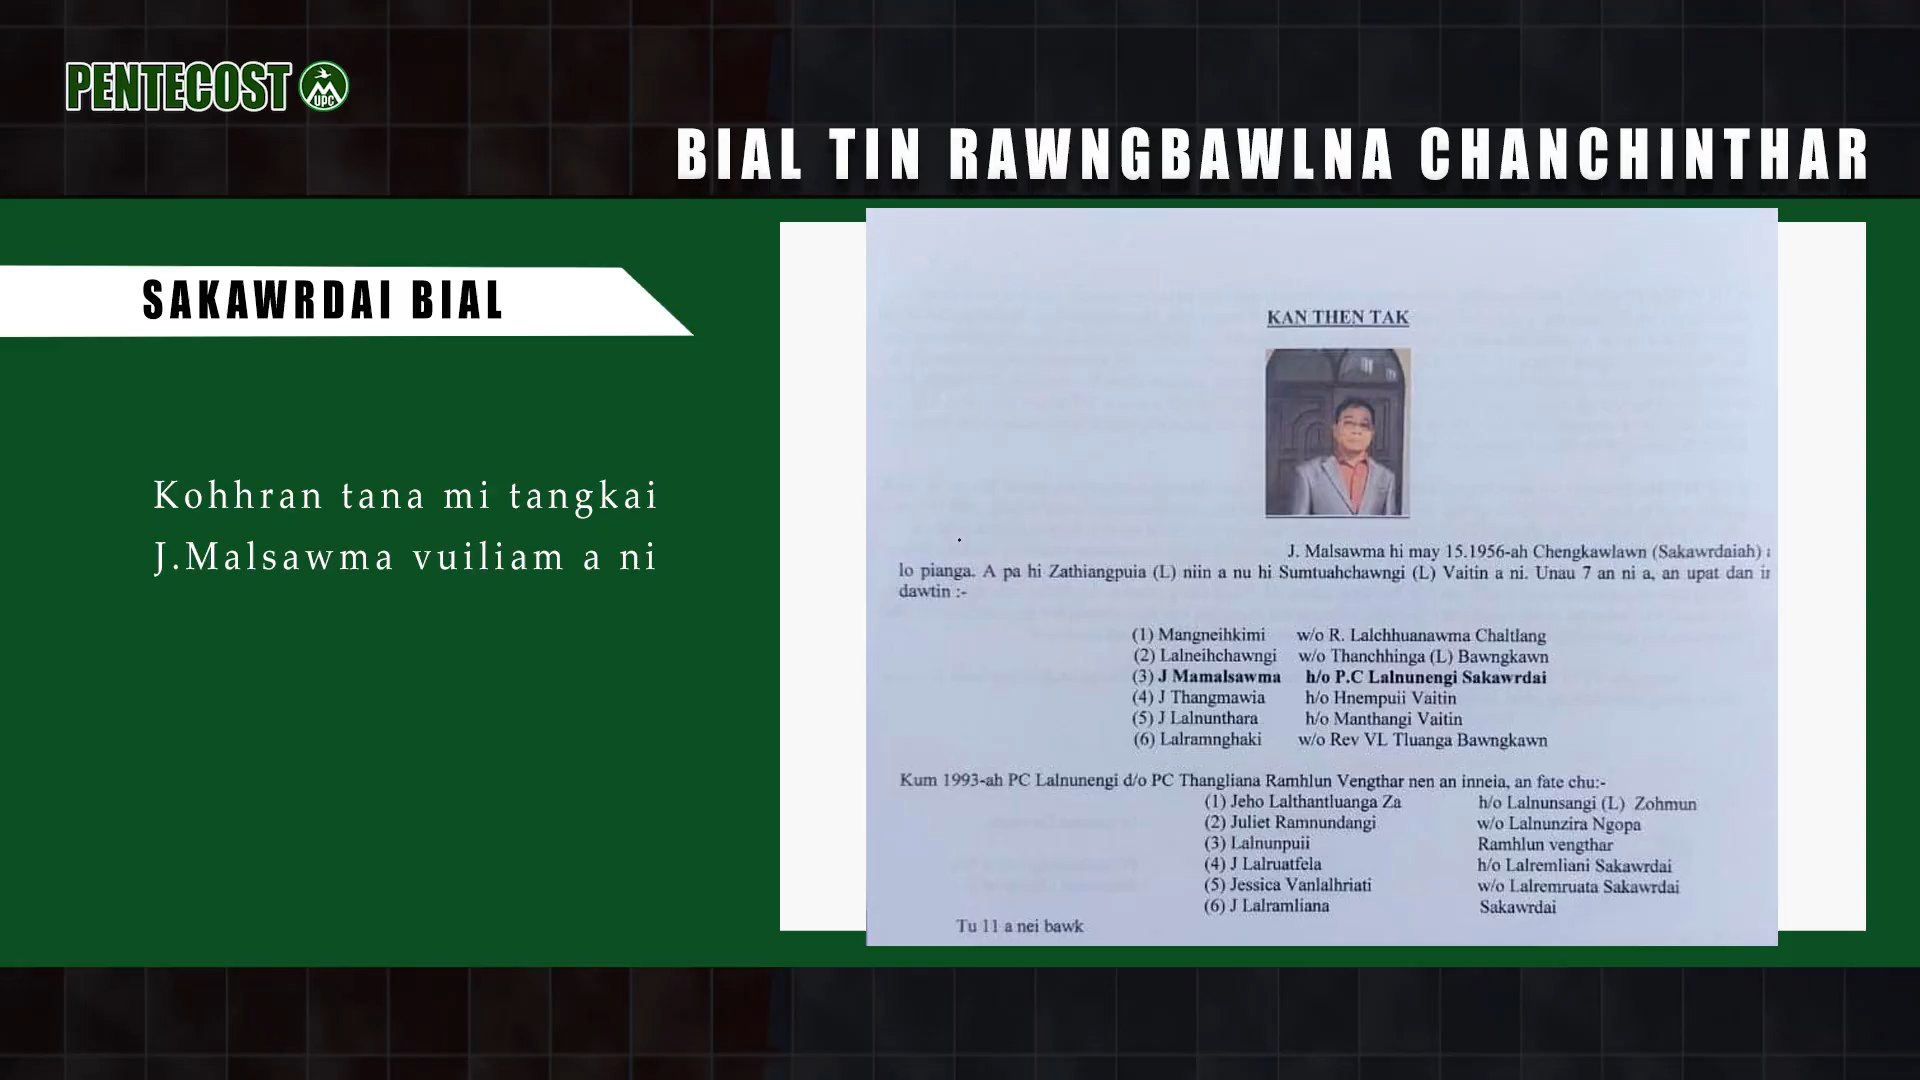 PENTECOST
UPC
BIAL TIN RAWNGBAWLNA CHANCHINTHAR
SAKAWRDAI BIAL
Kohhran tana mi tangkai
J.Malsawma vuiliam a ni
KAN THEN TAK
J. Malsawma hi may 15.1956-ah Chengkawlawn (Sakawrdaiah)
lo pianga. A pa hi Zathiangpuia (L) niin a nu hi Sumtuahchawngi (L) Vaitin a ni. Unau 7 an ni a, an upat dan
dawtin :-
(1) Mangneihkimi w/o R. Lalchhuanawma Chaltlang
(2) Lalneihchawngi w/o Thanchhinga (L) Bawngkawn
(3) J Mamalsawma h/o P.C Lalnunengi Sakawrdai
(4) J Thangmawia h/o Hnempuii Vaitin
(5) J Lalnunthara h/o Manthangi Vaitin
(6) Lalramnghaki w/o Rev VL Tluanga Bawngkawn
Kum 1993-ah PC Lalnunengi d/o PC Thangliana Ramhlun Vengthar nen an inneia, an fate chu:-
(1) Jeho Lalthantluanga Za h/o Lalnunsangi (L) Zohmun
(2) Juliet Ramnundangi w/o Lalnunzira Ngopa
(3) Lalnunpuii Ramhlun vengthar
(4) J Lalruatfela h/o Lalremliani Sakawrdai
(5) Jessica Vanlalhriati w/o Lalremruata Sakawrdai
(6) J Lalramliana Sakawrdai
Tu 11 a nei bawk